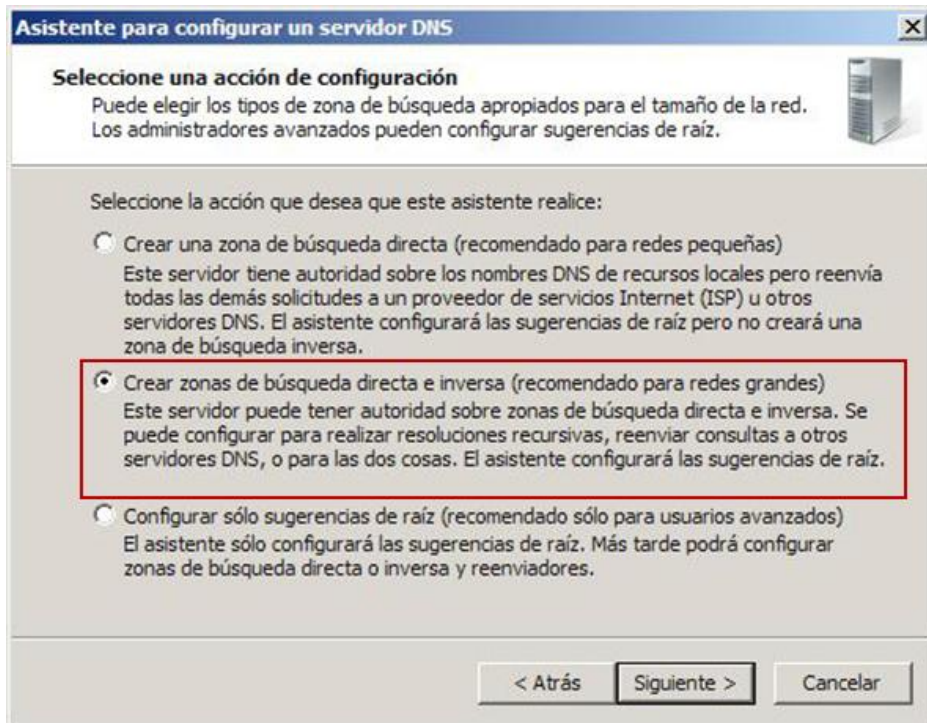 Asistente para configurar un servidor DNS
Seleccione una acción de configuración
Puede elegir los tipos de zona de búsqueda apropiados para el tamaño de la red.
Los administradores avanzados pueden configurar sugerencias de raíz.
Seleccione la acción que desea que este asistente realice:
Crear una zona de búsqueda directa (recomendado para redes pequeñas)
Este servidor tiene autoridad sobre los nombres DNS de recursos locales pero reenvía
todas las demás solicitudes a un proveedor de servicios Internet (ISP) u otros
servidores DNS. El asistente configurará las sugerencias de raíz pero no creará una
zona de búsqueda inversa.
Crear zonas de búsqueda directa e inversa (recomendado para redes grandes)
Este servidor puede tener autoridad sobre zonas de búsqueda directa e inversa. Se
puede configurar para realizar resoluciones recursivas, reenviar consultas a otros
servidores DNS, o para las dos cosas. El asistente configurará las sugerencias de raíz.
Configurar sólo sugerencias de raíz (recomendado sólo para usuarios avanzados)
El asistente sólo configurará las sugerencias de raíz. Más tarde podrá configurar
zonas de búsqueda directa o inversa y reenviadores.
< Atrás Siguiente > Cancelar